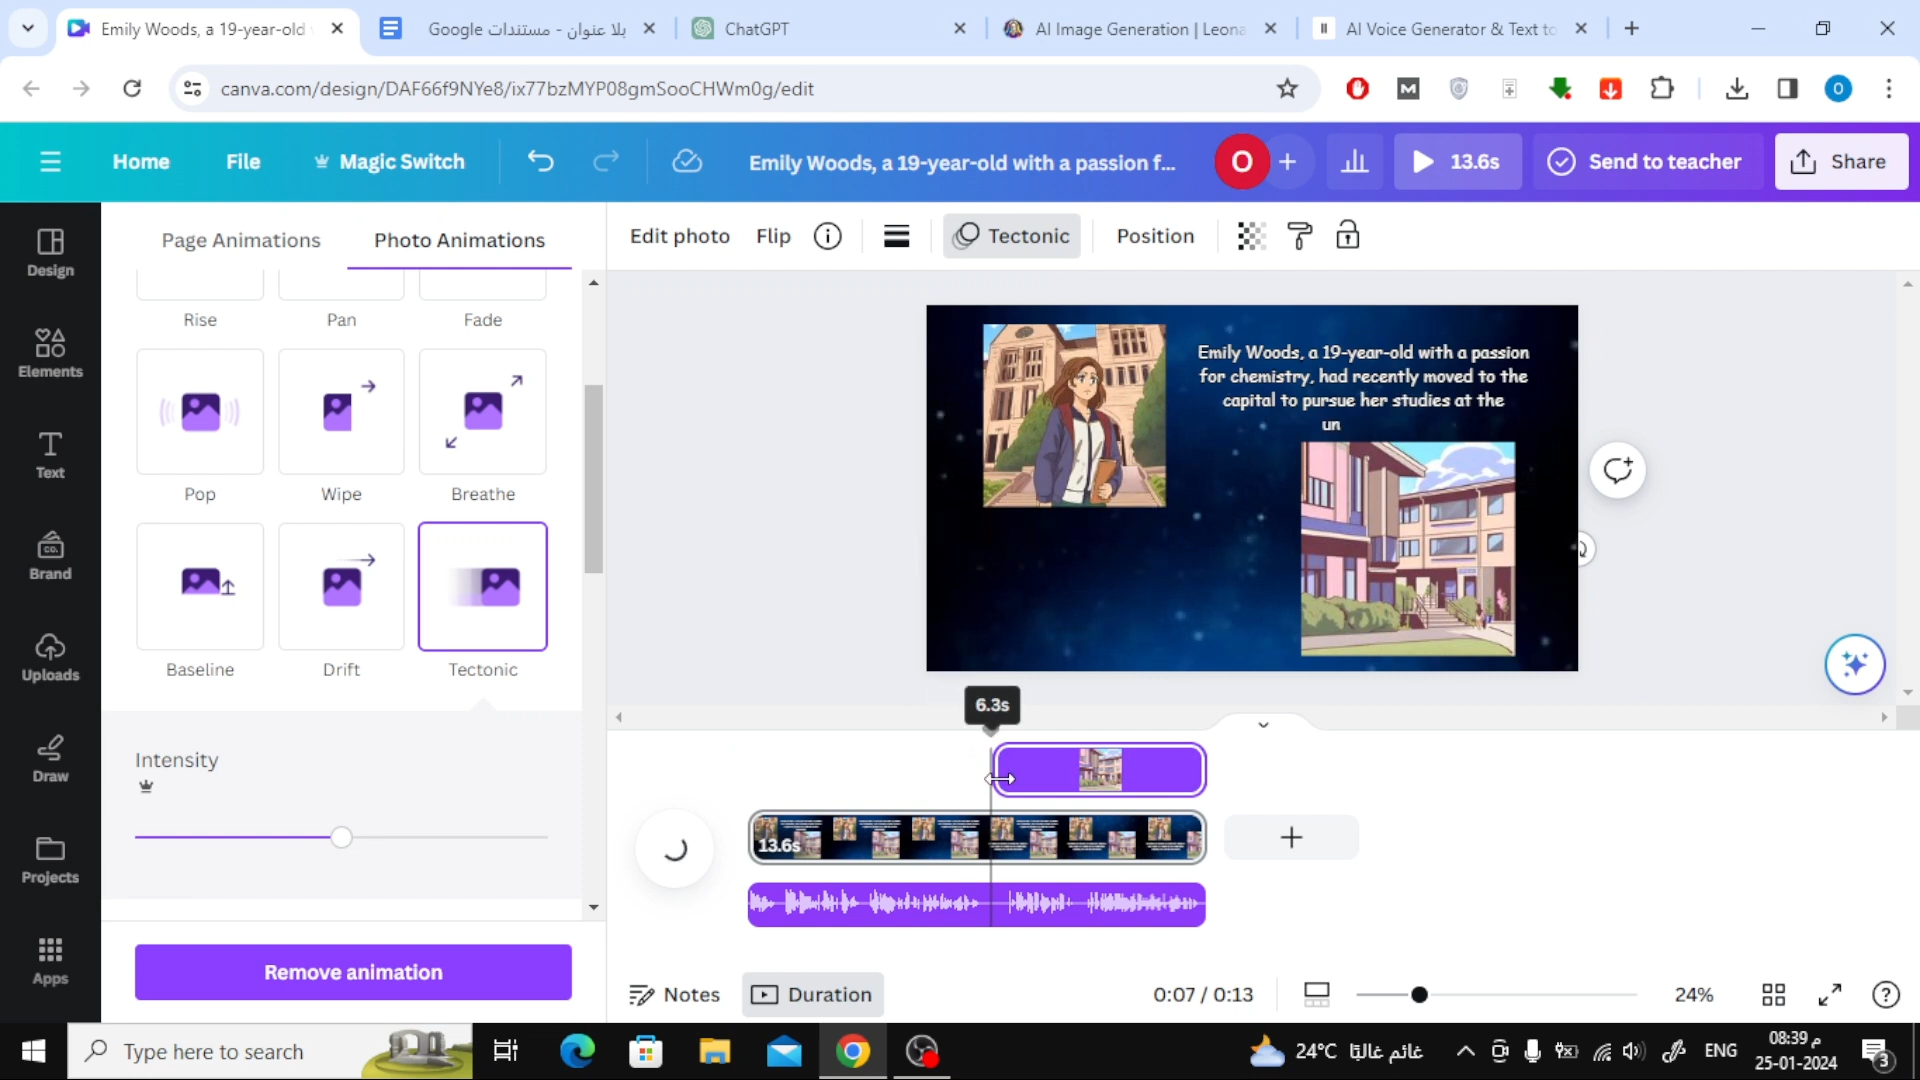 Emily Woods, a 19-year-old
بلا عنوان - مستندات Google
ChatGPT
AI Image Generation | Leona
AI Voice Generator & Text to
canva.com/design/DAF66f9NYe8/ix77bzMYP08gmSooCHWm0g/edit
M
O
Home
File
Magic Switch
Emily Woods, a 19-year-old with a passion f...
O
13.6s
Send to teacher
Share
Design
Elements
Text
Brand
Uploads
Draw
Projects
Apps
Page Animations
Photo Animations
Rise
Pan
Fade
Pop
Wipe
Breathe
Baseline
Drift
Tectonic
Intensity
Remove animation
Edit photo
Flip
Tectonic
Position
Emily Woods, a 19-year-old with a passion
for chemistry, had recently moved to the
capital to pursue her studies at the
un
6.3s
13.6s
Notes
Duration
0:07 / 0:13
24%
Type here to search
24°C غائم غالبًا
ENG
08:39 م
25-01-2024
3